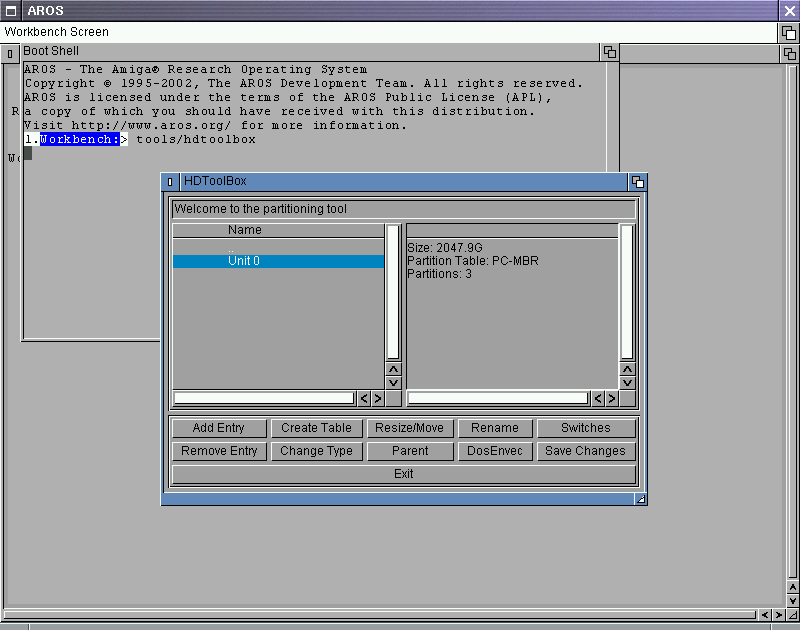 AROS
Workbench Screen
Boot Shell
AROS - The Amiga® Research Operating System
Copyright © 1995-2002, The AROS Development Team. All rights reserved.
AROS is licensed under the terms of the AROS Public License (APL),
a copy of which you should have received with this distribution.
Visit http://www.aros.org/ for more information.
1.Workbench:> tools/hdtoolbox
R
Wo
HDToolBox
Welcome to the partitioning tool
Name
..
Unit 0
Size: 2047.9G
Partition Table: PC-MBR
Partitions: 3
Add Entry
Create Table
Resize/Move
Rename
Switches
Remove Entry
Change Type
Parent
DosEnvec
Save Changes
Exit